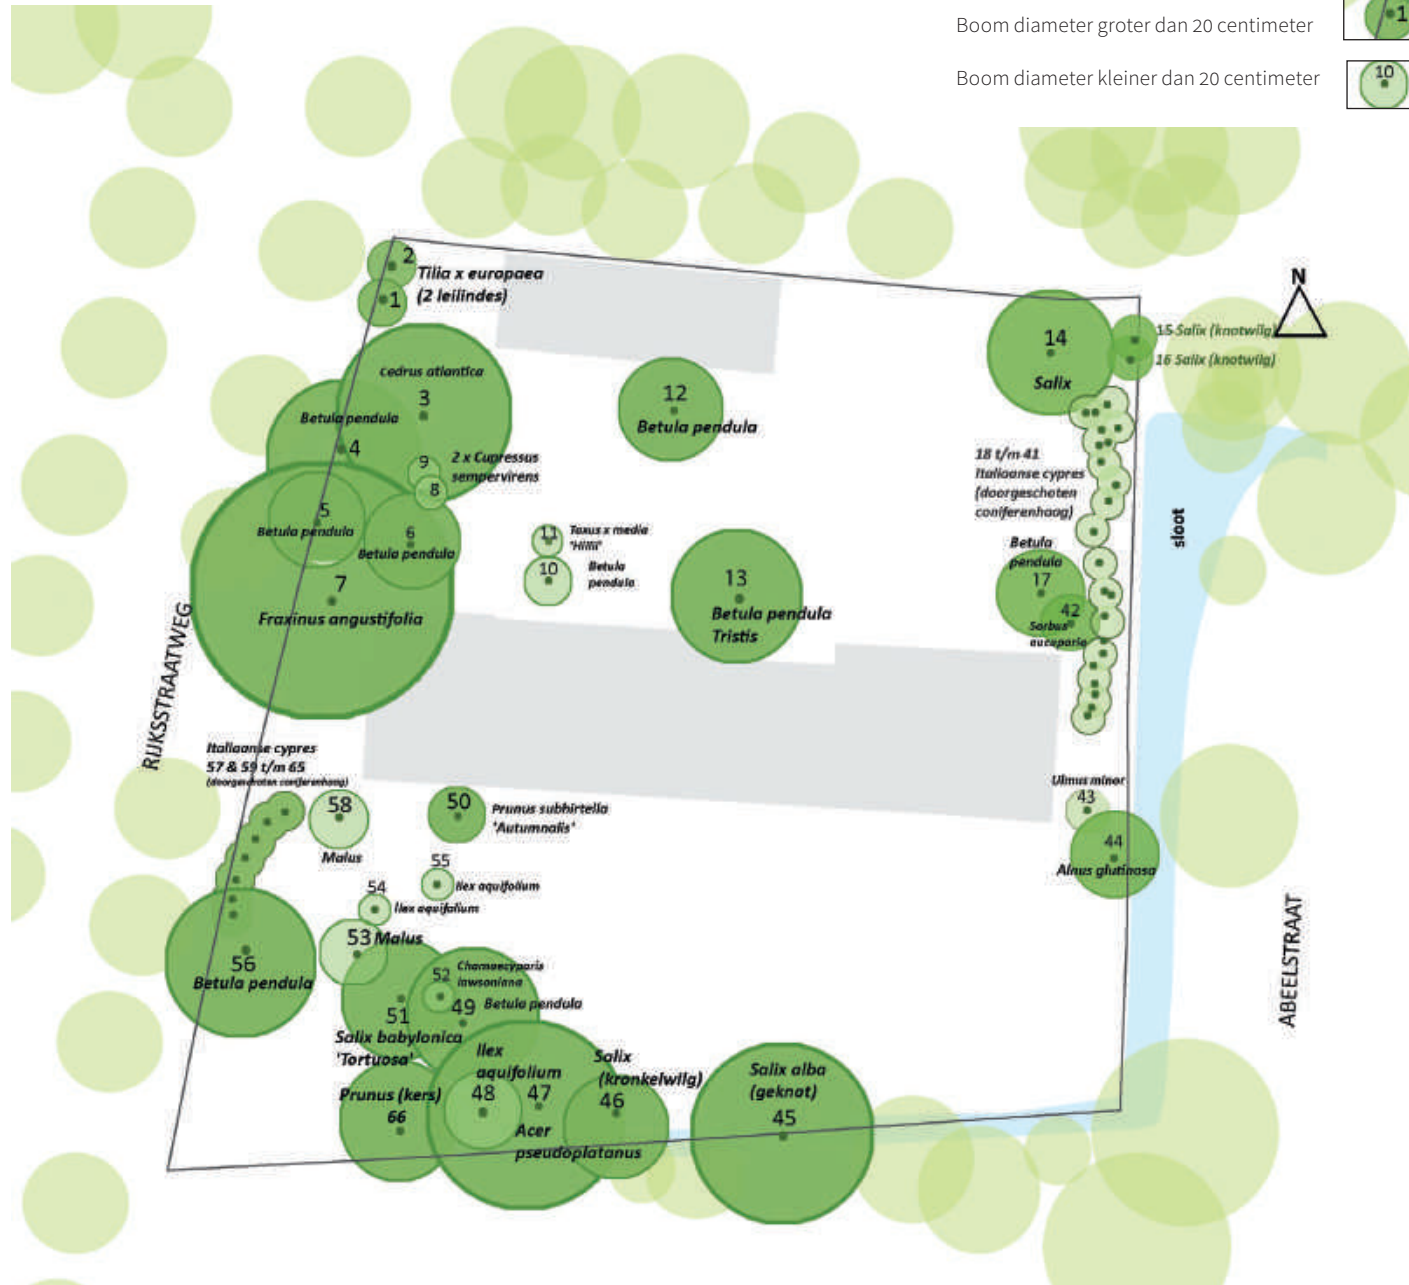 Boom diameter groter dan 20 centimeter
1
Boom diameter kleiner dan 20 centimeter
10
2
Tilia x europaea
1
(2 leilindes)
N
14
Salix
15 Salix (knotwilg)
16 Salix (knotwilg)
Cedrus atlantica
3
Betula pendula
4
12
Betula pendula
9
2 x Cupressus
sempervirens
8
18 t/m 41
Italiaanse cypres
(doorgeschoten
coniferenhaag)
sloot
5
Betula pendula
6
Betula pendula
11
Taxus x media
'Hillii'
10
Betula
pendula
7
Fraxinus angustifolia
13
Betula pendula
Tristis
Betula
pendula
17
42
Sorbus
aucuparia
RIJKSSTRAATWEG
Italiaanse cypres
57 & 59 t/m 65
(doorgeschoten coniferenhaag)
58
Malus
50
Prunus subhirtella
'Autumnalis'
Ulmus minor
43
44
Alnus glutinosa
55
Ilex aquifolium
54
Ilex aquifolium
53 Malus
56
Betula pendula
52
Chamaecyparis
lawsoniana
49
Betula pendula
51
Salix babylonica
'Tortuosa'
ABEELSTRAAT
Ilex
aquifolium
48
47
Acer
pseudoplatanus
Salix
(kronkelwilg)
46
Salix alba
(geknot)
45
Prunus (kers)
66